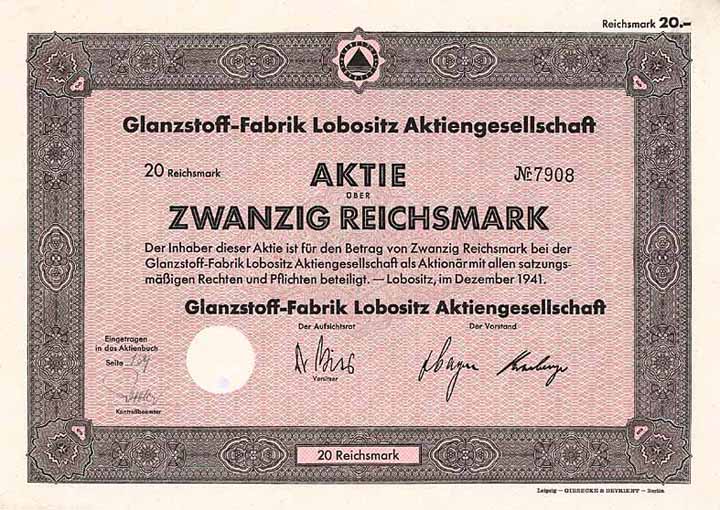 Reichsmark 20.–
Glanzstoff-Fabrik Lobositz Aktiengesellschaft
20 Reichsmark AKTIE № 7908
ÜBER
ZWANZIG REICHSMARK
Der Inhaber dieser Aktie ist für den Betrag von Zwanzig Reichsmark bei der
Glanzstoff-Fabrik Lobositz Aktiengesellschaft als Aktionär mit allen satzungs-
mäßigen Rechten und Pflichten beteiligt. — Lobositz, im Dezember 1941.
Glanzstoff-Fabrik Lobositz Aktiengesellschaft
Der Aufsichtsrat Der Vorstand
Eingetragen
in das Aktienbuch
Seite
Vorsitzer
Kontrollbeamter
20 Reichsmark
Leipzig — GIESECKE & DEVRIENT — Berlin